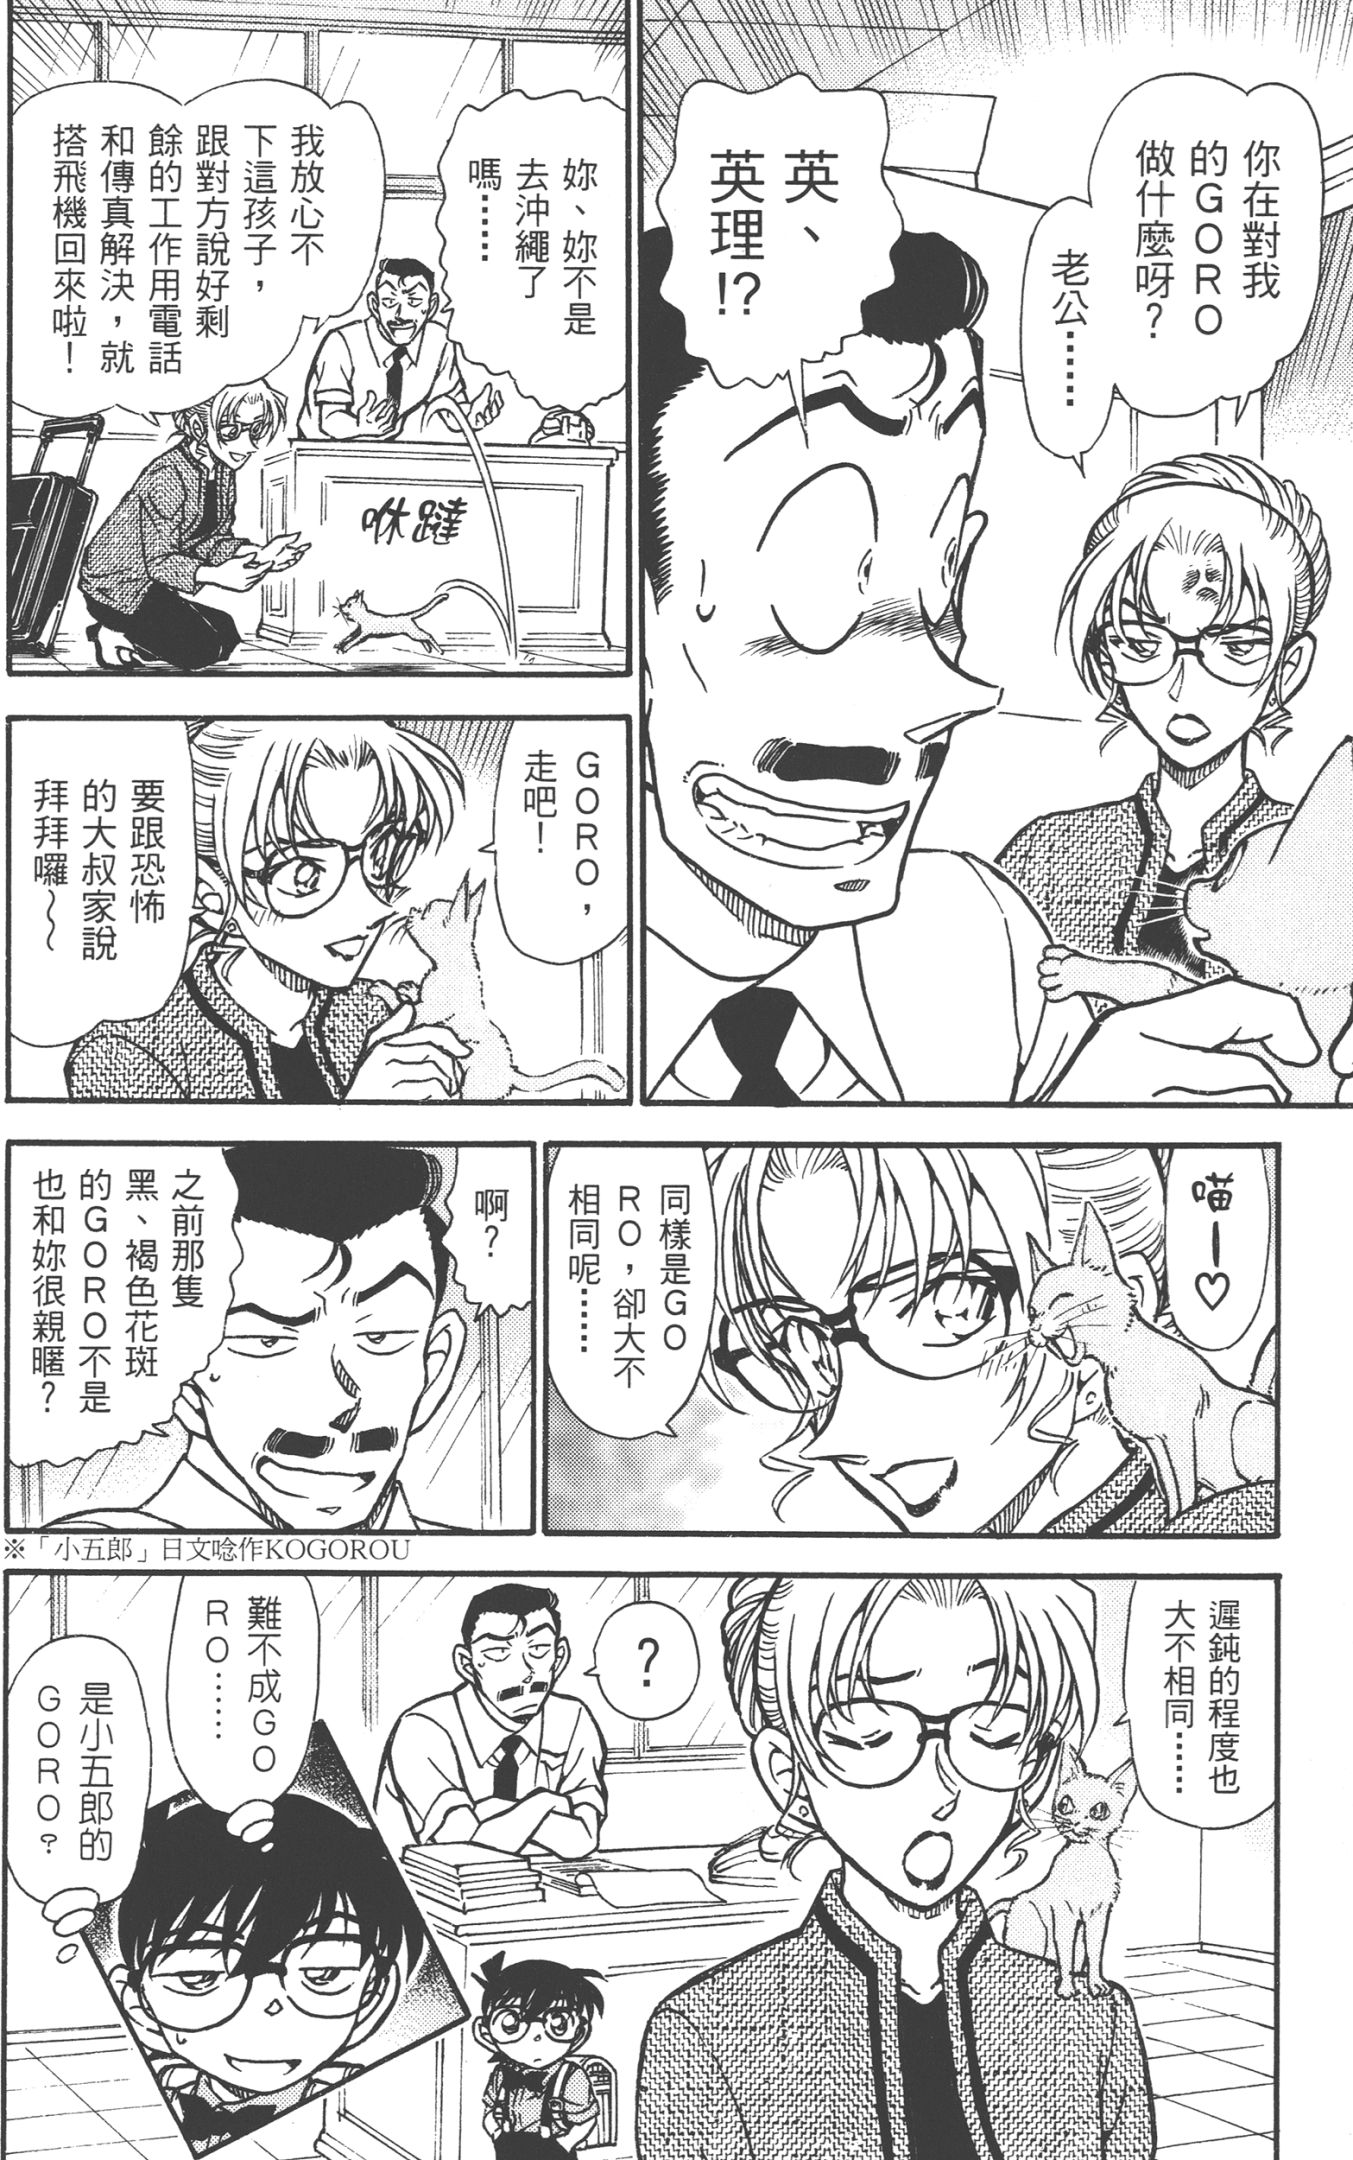 你在對我
的GORO
做什麼呀？
老公……
英、
英理！？
妳、妳不是
去沖繩了
嗎……
我放心不
下這孩子，
跟對方說好剩
餘的工作用電話
和傳真解決，就
搭飛機回來啦！
咻躂
GORO，
走吧！
要跟恐怖
的大叔家說
拜拜囉～
喵ー♡
同樣是GO
RO，卻大不
相同呢……
啊？
之前那隻
黑、褐色花斑
的GORO不是
也和妳很親暱？
※「小五郎」日文唸作KOGOROU
遲鈍的程度也
大不相同……
？
難不成GO
RO……
是小五郎的
GORO？